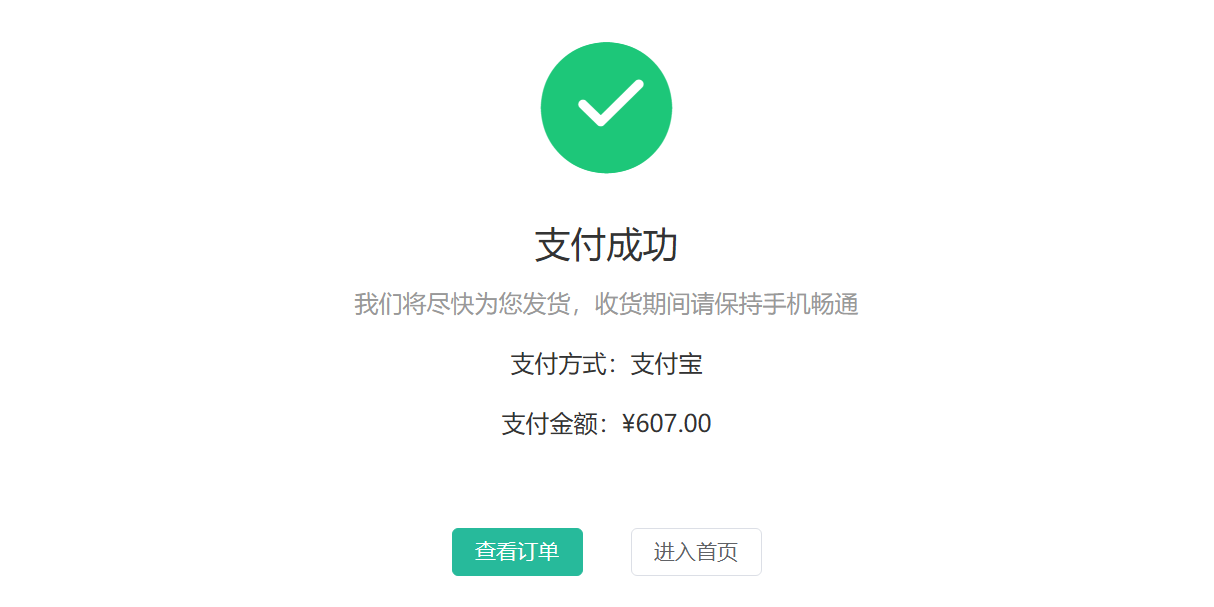 支付成功
我们将尽快为您发货，收货期间请保持手机畅通
支付方式：支付宝
支付金额：¥607.00
查看订单
进入首页